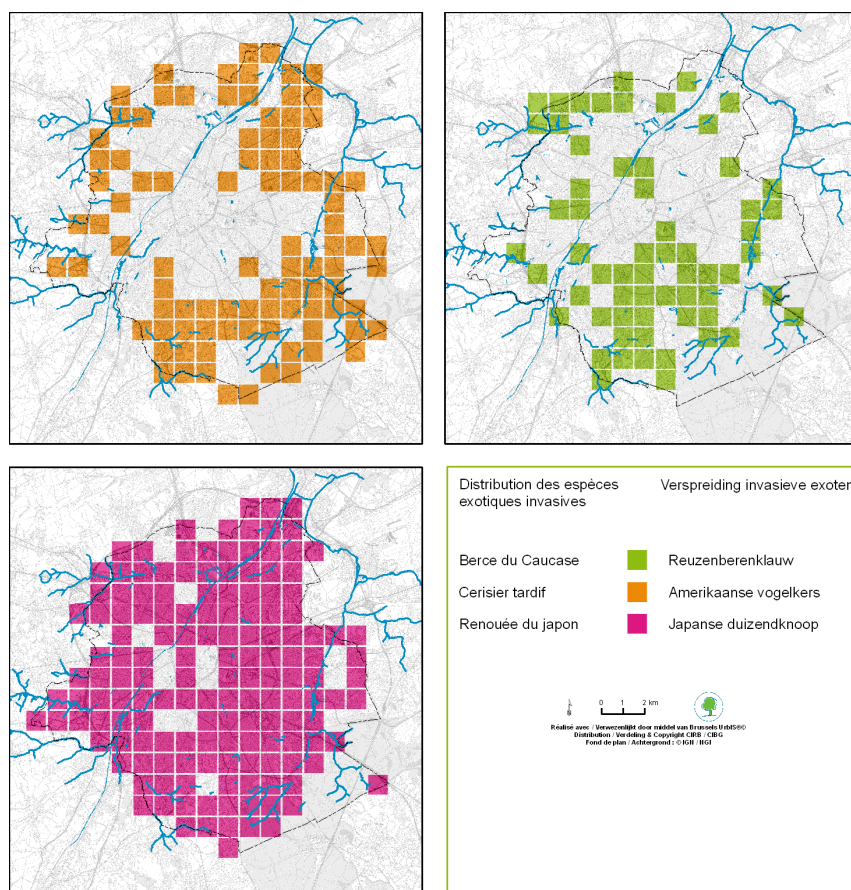 Distribution des espèces Verspreiding invasieve exoten
exotiques invasives
Berce du Caucase Reuzenberenklauw
Cerisier tardif Amerikaanse vogelkers
Renouée du japon Japanse duizendknoop
N 0 1 2 km
Réalisé avec / Verwezenlijkt door middel van Brussels UrbIS®©
Distribution / Verdeling & Copyright CIRB / CIBG
Fond de plan / Achtergrond : © IGN / NGI